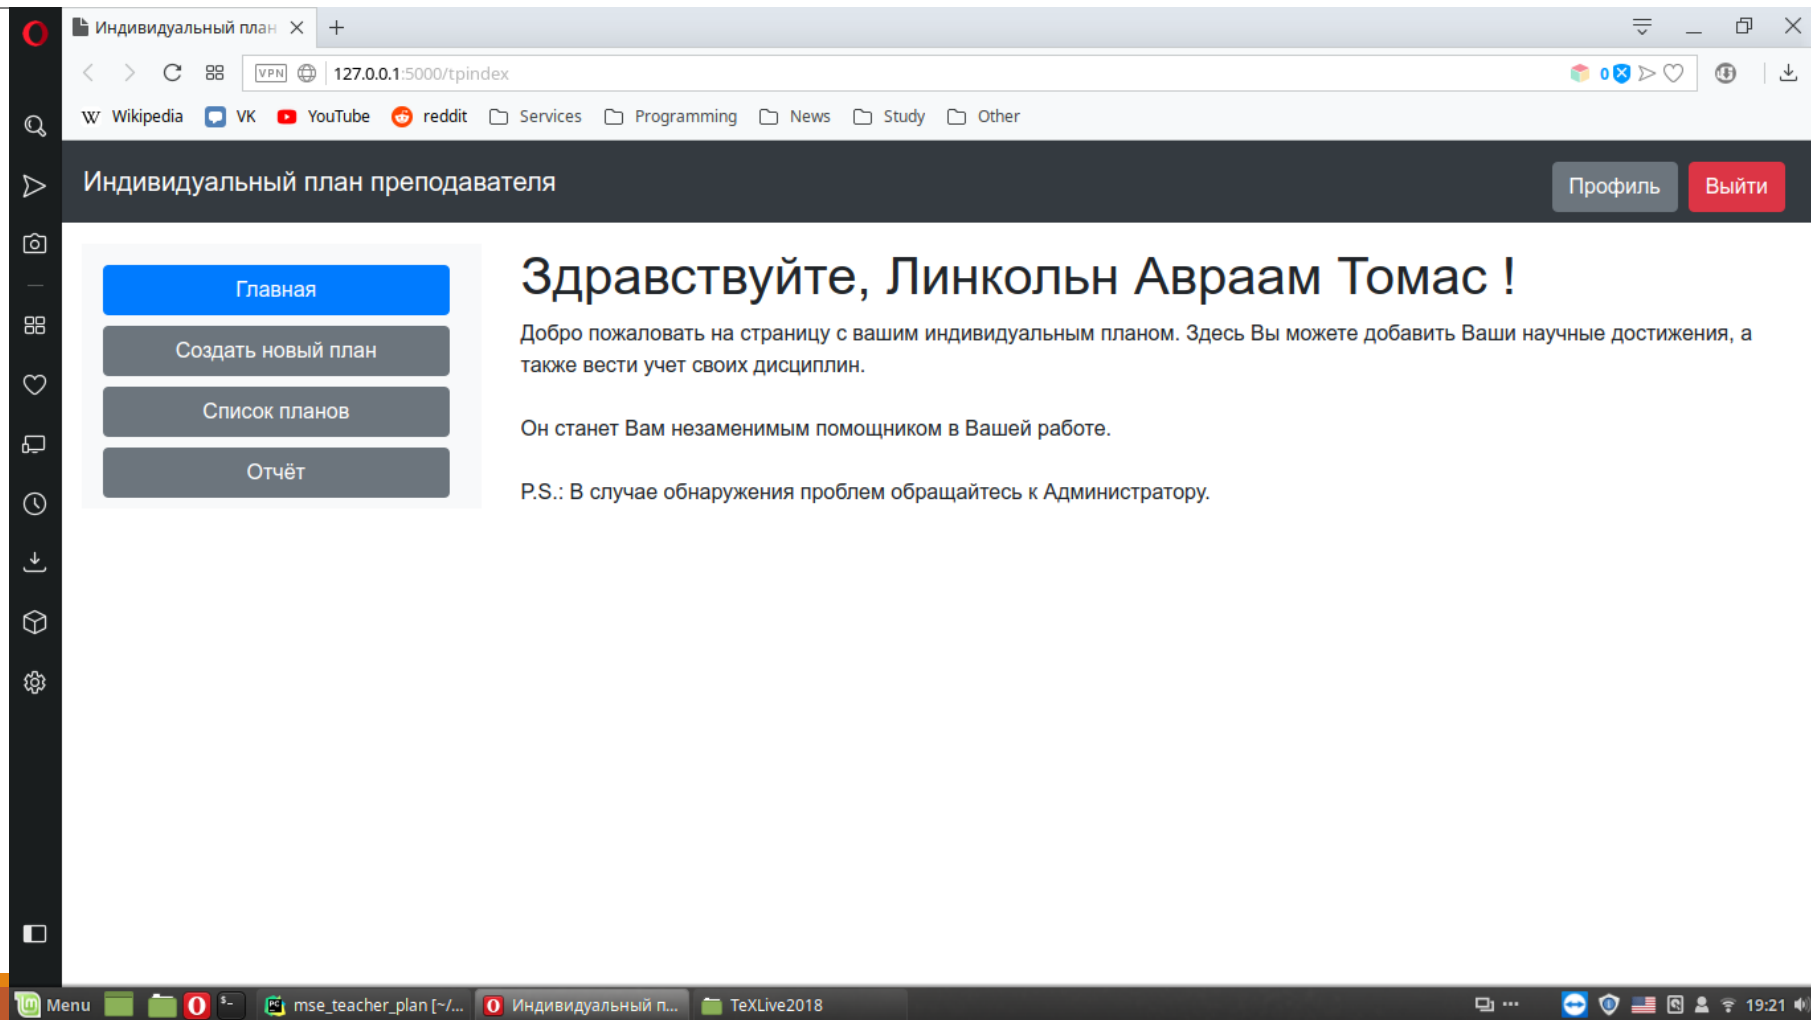 Индивидуальный план
VPN 127.0.0.1:5000/tpindex 0
Wikipedia VK YouTube reddit Services Programming News Study Other
Индивидуальный план преподавателя
Профиль Выйти
Главная
Создать новый план
Список планов
Отчёт
Здравствуйте, Линкольн Авраам Томас !
Добро пожаловать на страницу с вашим индивидуальным планом. Здесь Вы можете добавить Ваши научные достижения, а
также вести учет своих дисциплин.
Он станет Вам незаменимым помощником в Вашей работе.
P.S.: В случае обнаружения проблем обращайтесь к Администратору.
Menu mse_teacher_plan [~/... Индивидуальный п... TeXLive2018 19:21